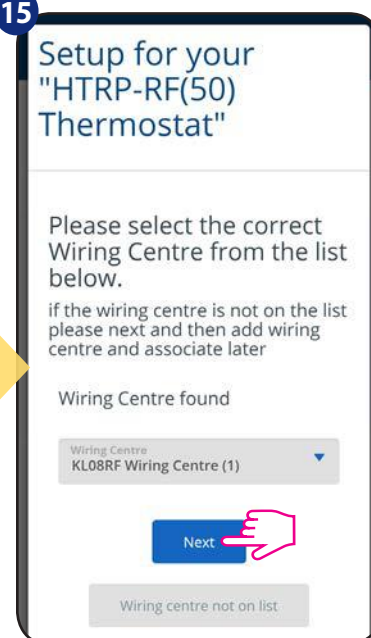 15
Setup for your
"HTRP-RF(50)
Thermostat"
Please select the correct
Wiring Centre from the list
below.
if the wiring centre is not on the list
please next and then add wiring
centre and associate later
Wiring Centre found
Wiring Centre
KL08RF Wiring Centre (1)
Next
Wiring centre not on list